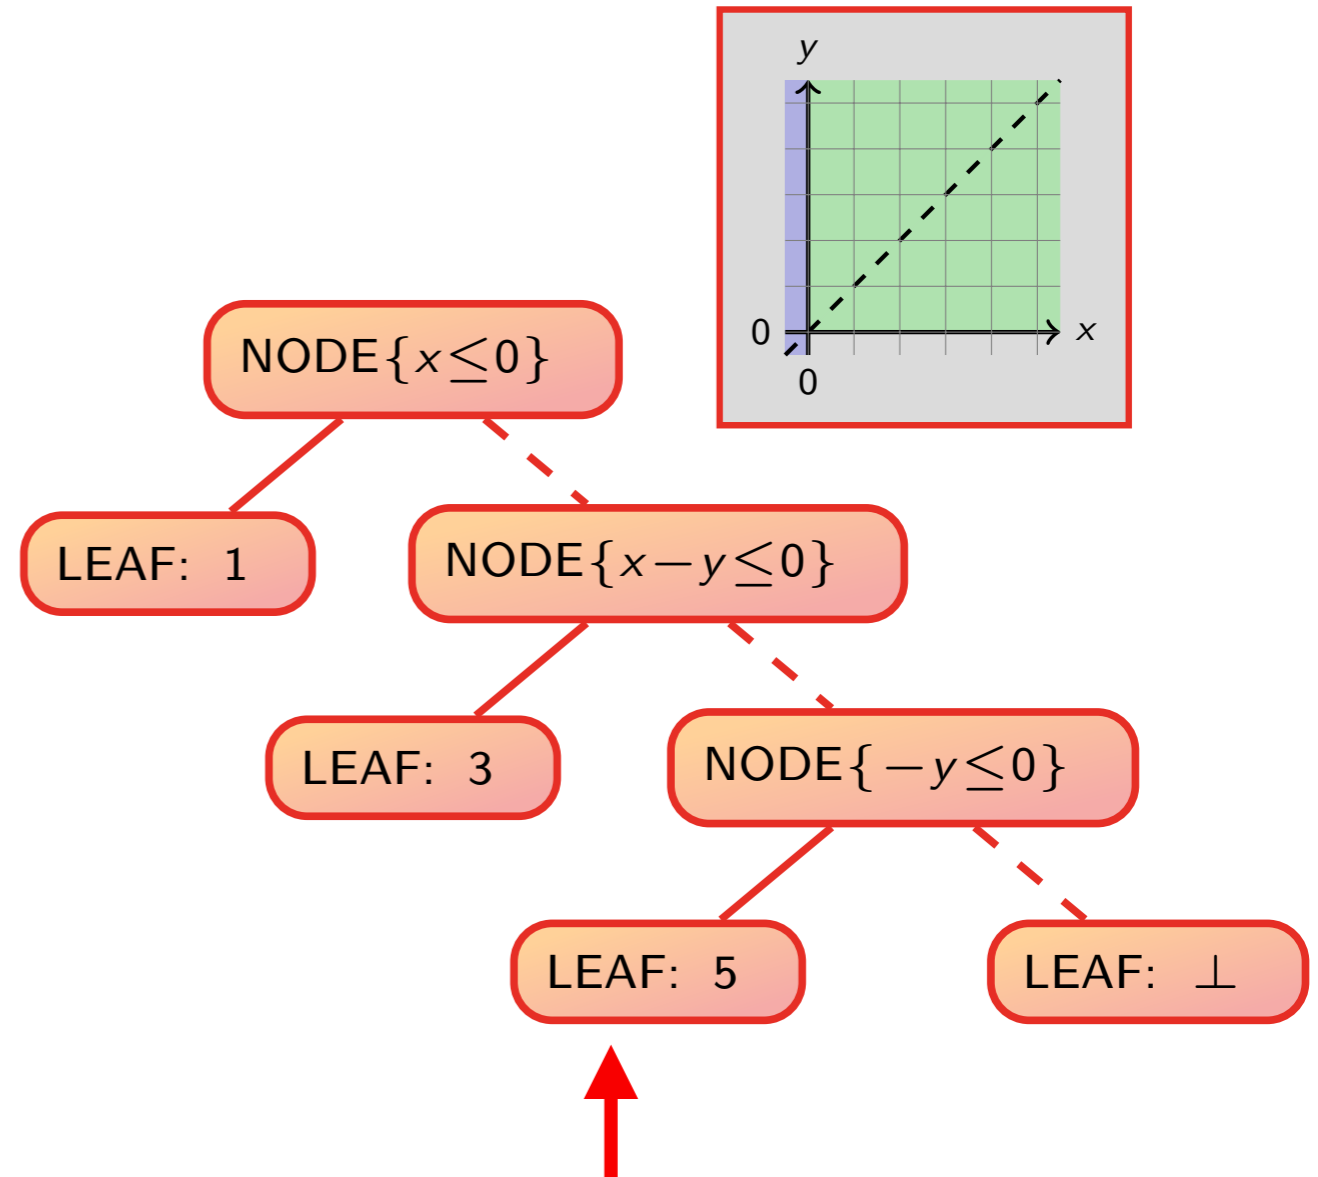 y
0
x
0
NODE{x≤0}
LEAF: 1
NODE{x−y≤0}
LEAF: 3
NODE{−y≤0}
LEAF: 5
LEAF: ⊥